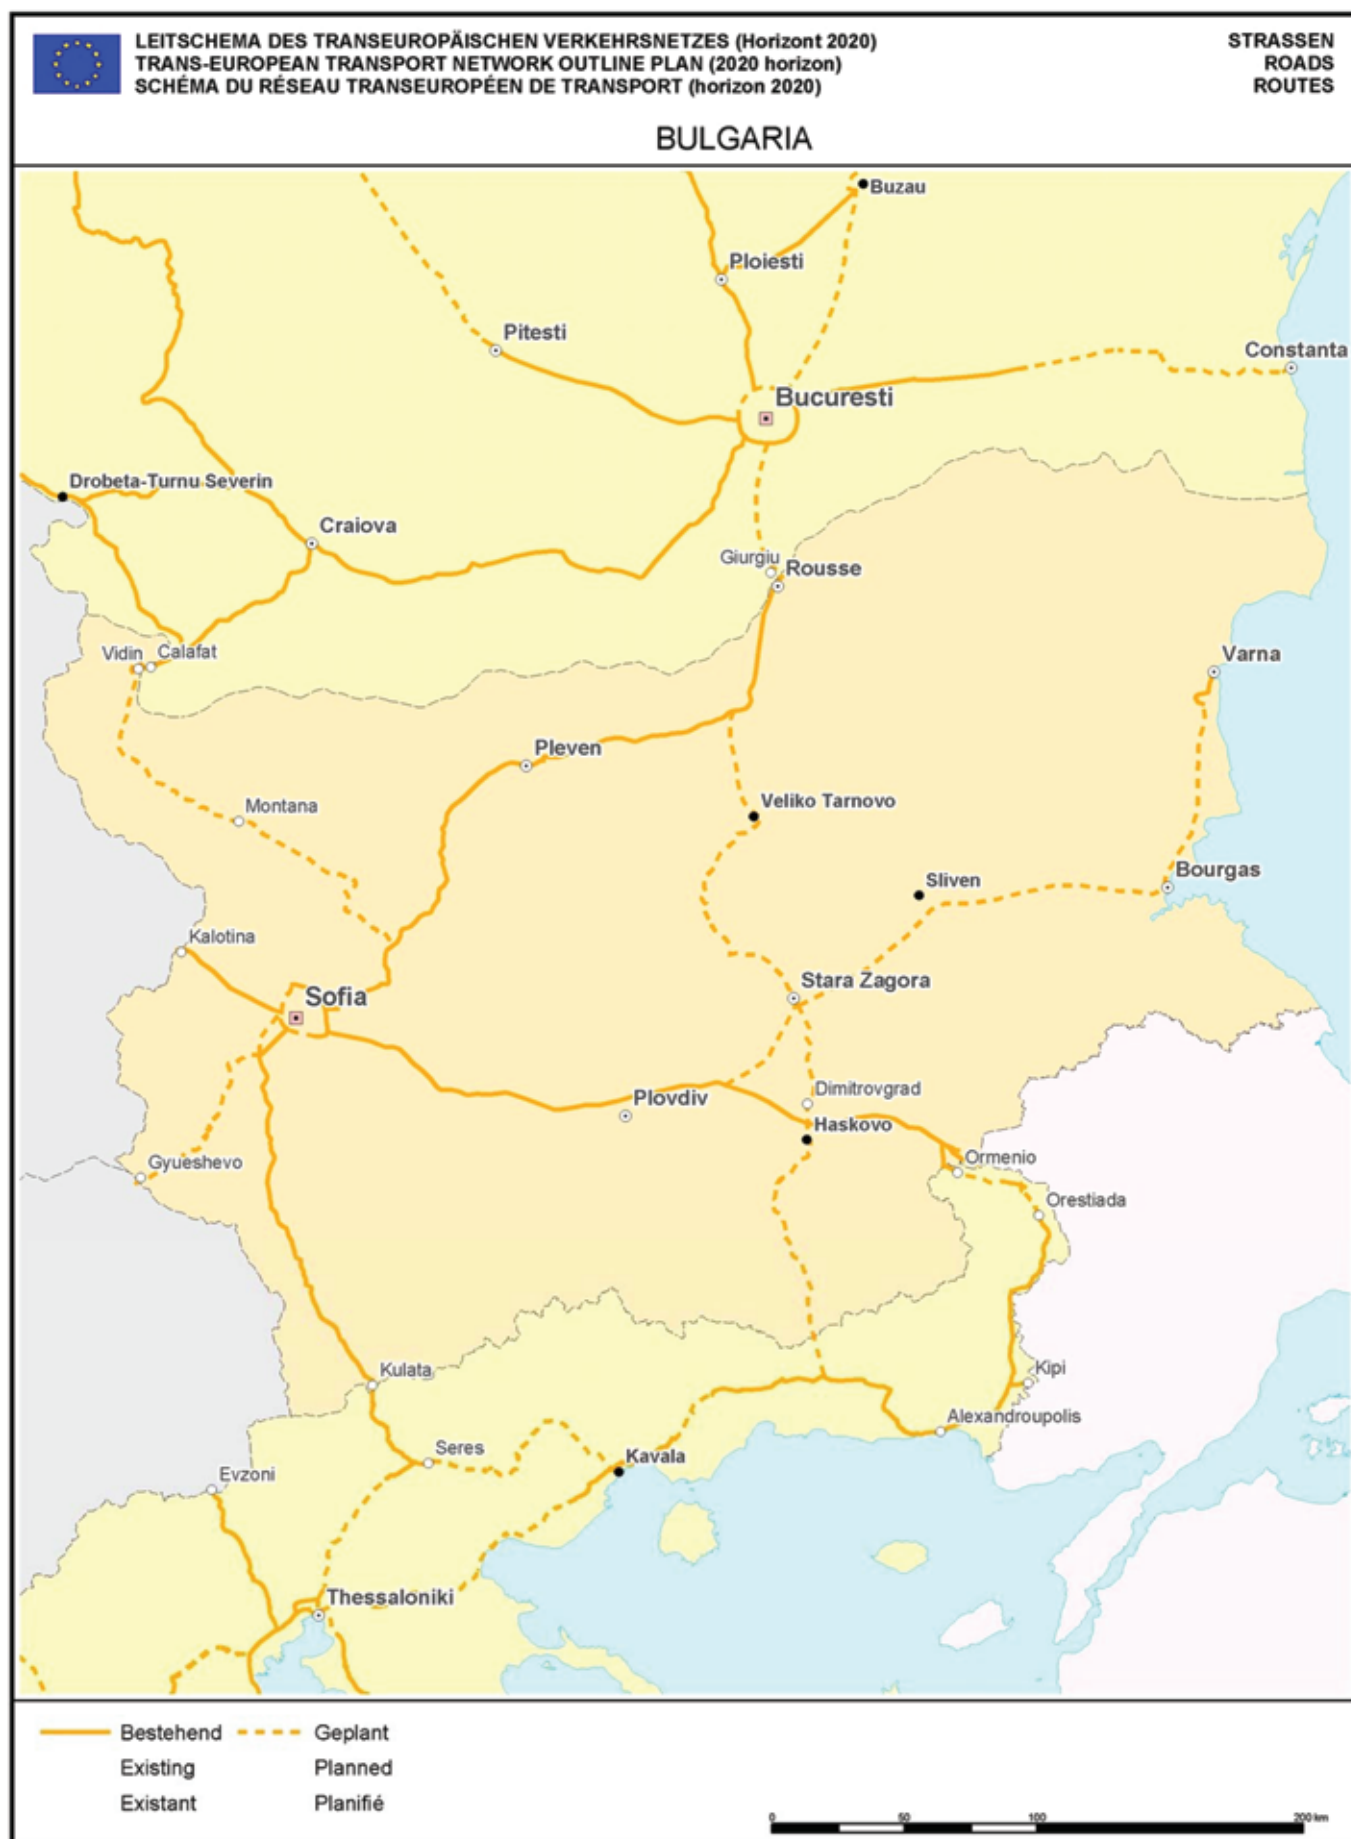 LEITSCHEMA DES TRANSEUROPÄISCHEN VERKEHRSNETZES (Horizont 2020)
TRANS-EUROPEAN TRANSPORT NETWORK OUTLINE PLAN (2020 horizon)
SCHÉMA DU RÉSEAU TRANSEUROPÉEN DE TRANSPORT (horizon 2020)
STRASSEN
ROADS
ROUTES
BULGARIA
Buzau
Ploiesti
Pitesti
Constanta
Bucuresti
Drobeta-Turnu Severin
Craiova
Giurgiu
Rousse
Vidin
Calafat
Varna
Pleven
Montana
Veliko Tarnovo
Bourgas
Sliven
Kalotina
Stara Zagora
Sofia
Dimitrovgrad
Plovdiv
Haskovo
Gyueshevo
Ormenio
Orestiada
Kulata
Kipi
Alexandroupolis
Seres
Kavala
Evzoni
Thessaloniki
Bestehend
Geplant
Existing
Planned
Existant
Planifié
0
50
100
200 km